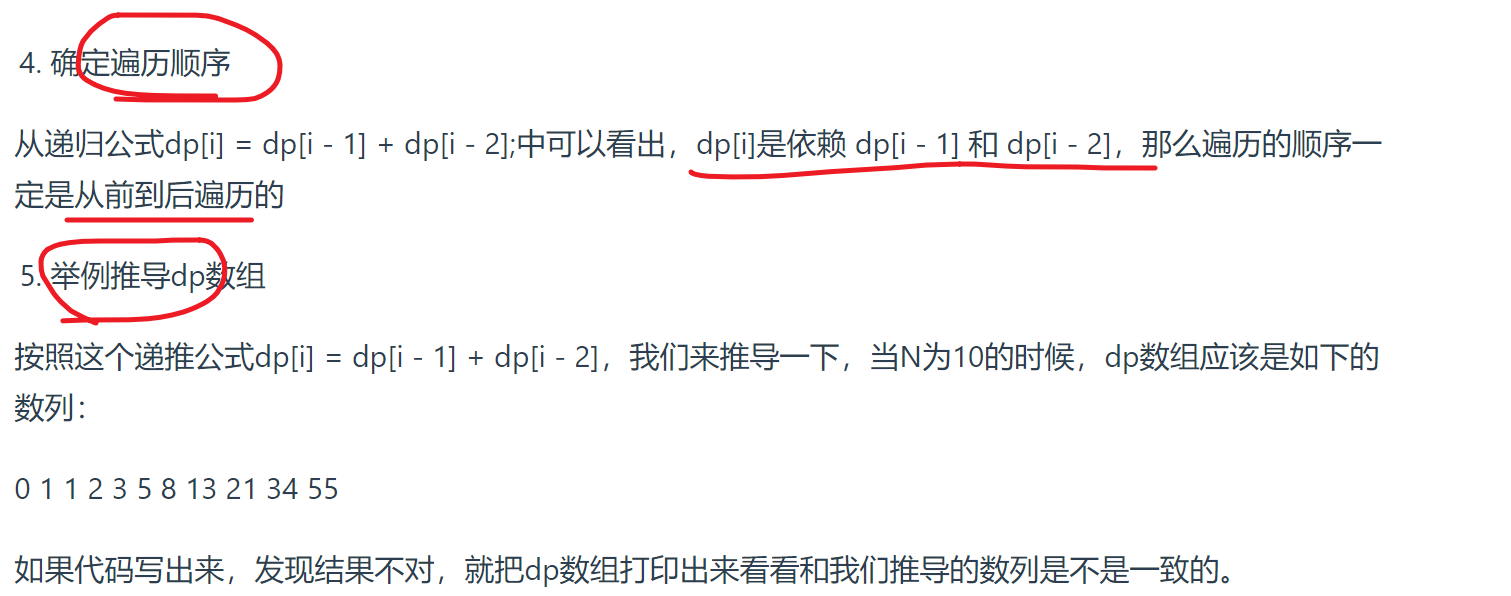 4. 确定遍历顺序
从递归公式dp[i] = dp[i - 1] + dp[i - 2];中可以看出，dp[i]是依赖 dp[i - 1] 和 dp[i - 2]，那么遍历的顺序一
定是从前到后遍历的
5. 举例推导dp数组
按照这个递推公式dp[i] = dp[i - 1] + dp[i - 2]，我们来推导一下，当N为10的时候，dp数组应该是如下的
数列：
0 1 1 2 3 5 8 13 21 34 55
如果代码写出来，发现结果不对，就把dp数组打印出来看看和我们推导的数列是不是一致的。